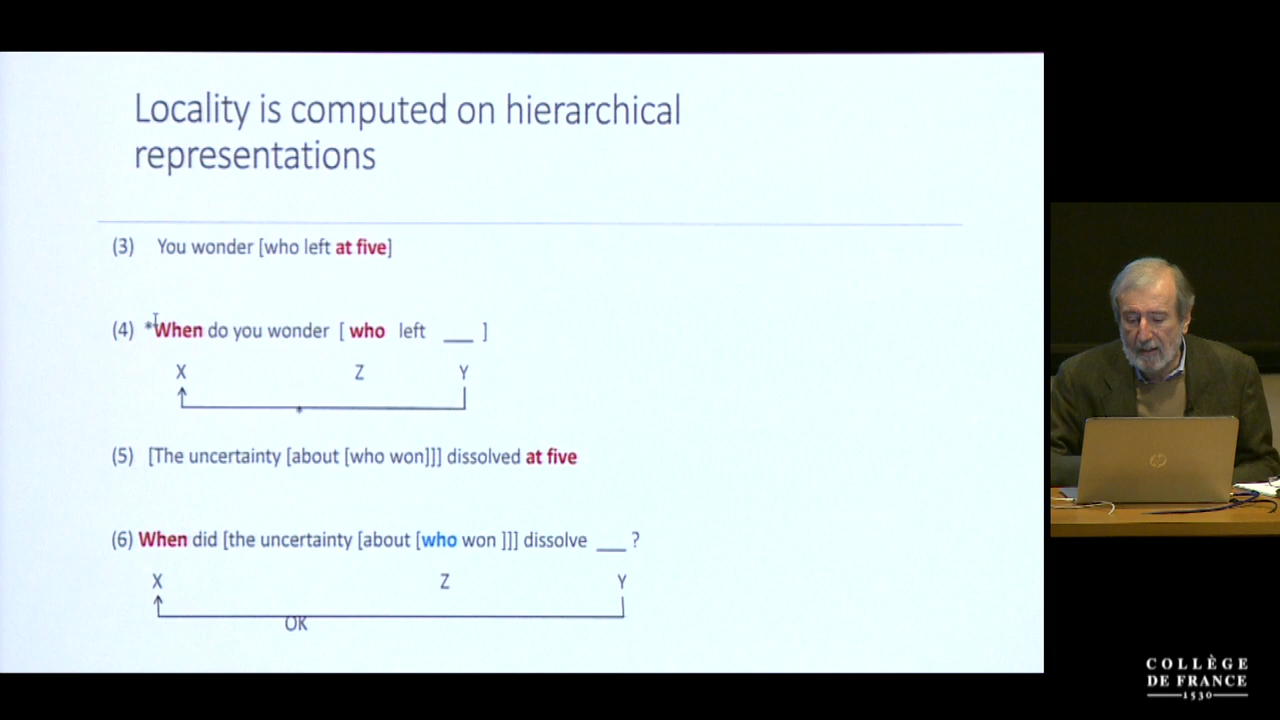 Locality is computed on hierarchical
representations
(3) You wonder [who left at five]
(4) *When do you wonder [ who left ___ ]
X Z Y
*
(5) [The uncertainty [about [who won]]] dissolved at five
(6) When did [the uncertainty [about [who won ]]] dissolve ___ ?
X Z Y
OK
COLLÈGE
DE FRANCE
1530